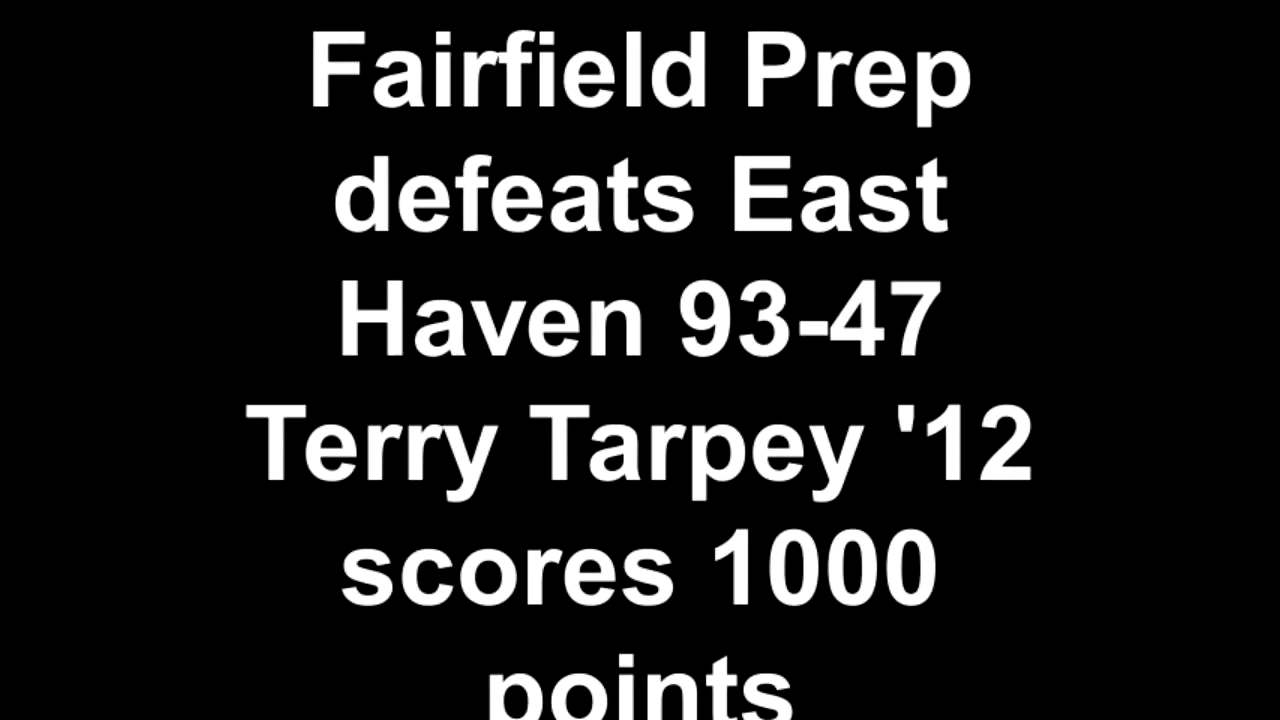 Fairfield Prep
defeats East
Haven 93-47
Terry Tarpey '12
scores 1000
points